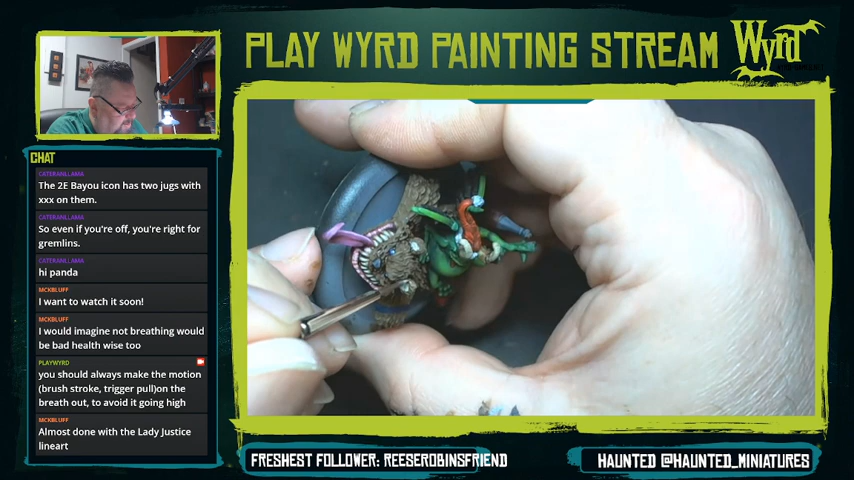 PLAY WYRD PAINTING STREAM
Wyrd
CHAT
CATERANLLAMA
The 2E Bayou icon has two jugs with
xxx on them.
CATERANLLAMA
So even if you're off, you're right for
gremlins.
CATERANLLAMA
hi panda
MCKBLUFF
I want to watch it soon!
MCKBLUFF
I would imagine not breathing would
be bad health wise too
PLAYWYRD
you should always make the motion
(brush stroke, trigger pull)on the
breath out, to avoid it going high
MCKBLUFF
Almost done with the Lady Justice
lineart
FRESHEST FOLLOWER: REESEROBINSFRIEND
HAUNTED @HAUNTED_MINIATURES